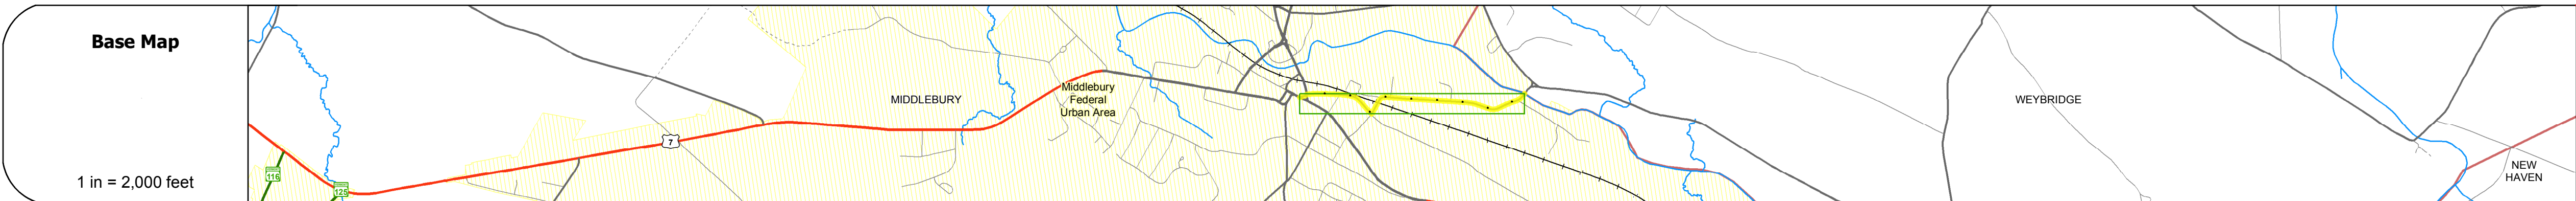 Base Map
1 in = 2,000 feet
116
125
7
MIDDLEBURY
Middlebury
Federal
Urban Area
WEYBRIDGE
NEW
HAVEN